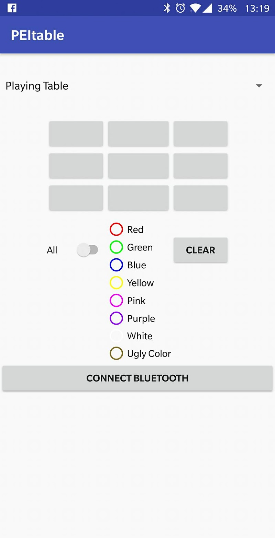 34% 13:19
PEItable
Playing Table
Red
Green
All
CLEAR
Blue
Yellow
Pink
Purple
White
Ugly Color
CONNECT BLUETOOTH